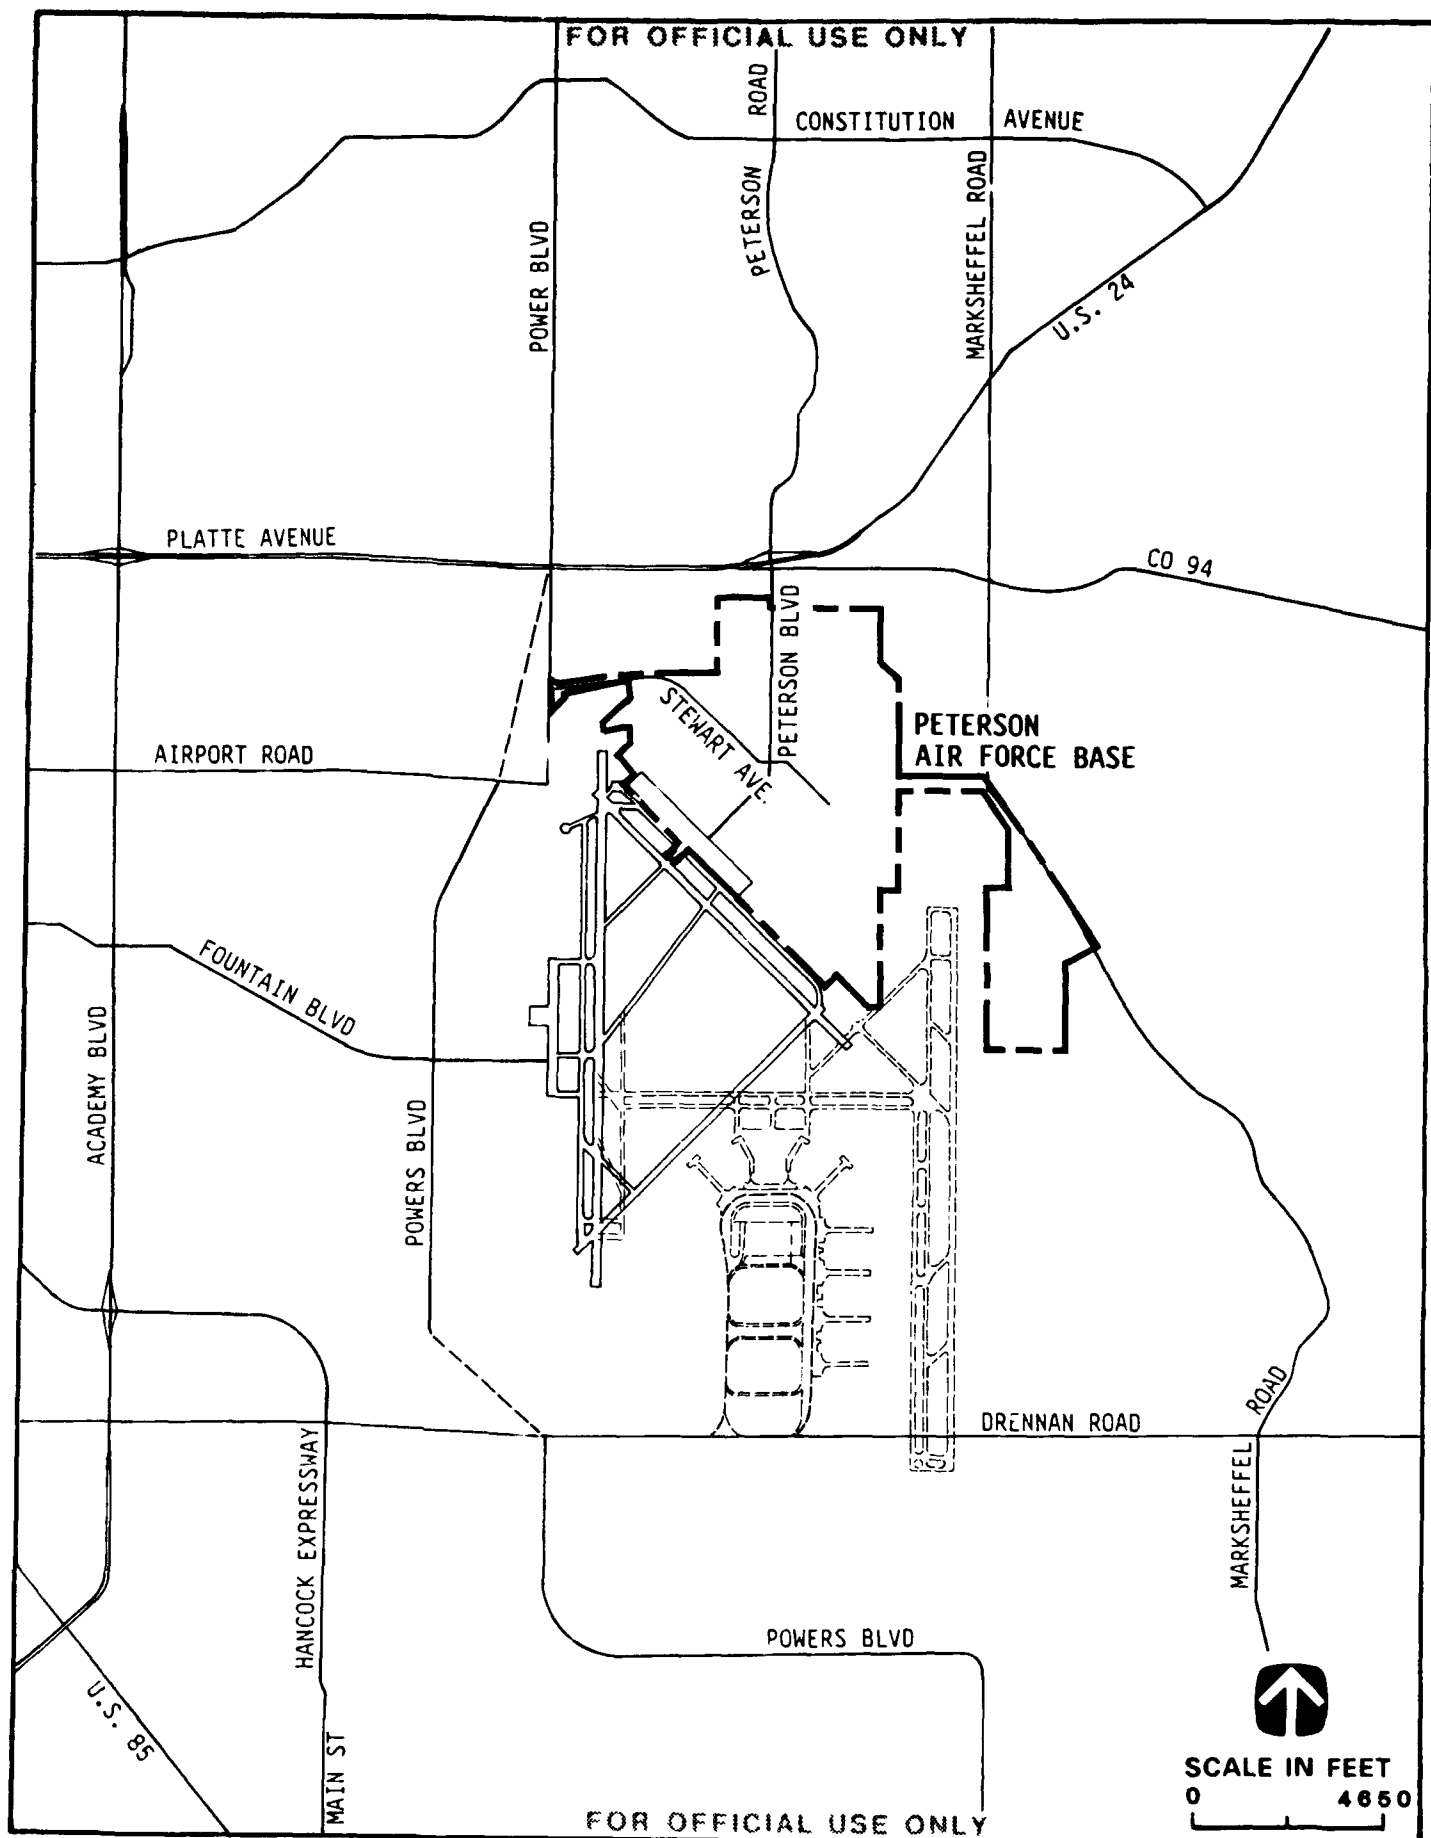 FOR OFFICIAL USE ONLY
PETERSON ROAD
CONSTITUTION AVENUE
POWER BLVD
MARKSHEFFEL ROAD
U.S. 24
PLATTE AVENUE
CO 94
PETERSON BLVD
STEWART AVE.
PETERSON
AIR FORCE BASE
AIRPORT ROAD
FOUNTAIN BLVD
ACADEMY BLVD
POWERS BLVD
DRENNAN ROAD
MARKSHEFFEL ROAD
HANCOCK EXPRESSWAY
POWERS BLVD
U.S. 85
MAIN ST
SCALE IN FEET
0 4650
FOR OFFICIAL USE ONLY